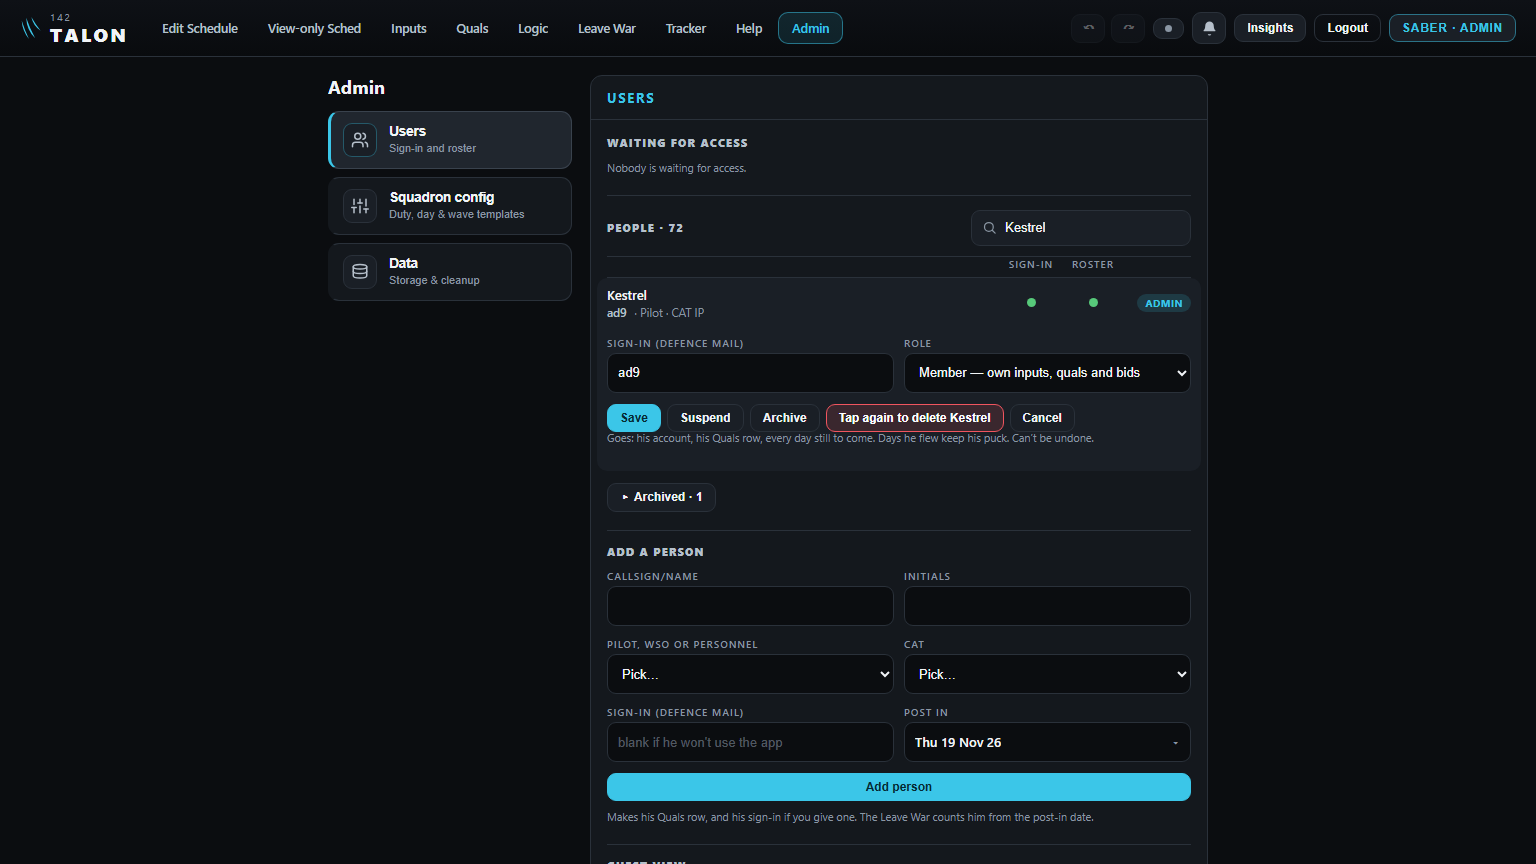 142
TALON
Edit Schedule
View-only Sched
Inputs
Quals
Logic
Leave War
Tracker
Help
Admin
Insights
Logout
SABER · ADMIN
Admin
Users
Sign-in and roster
Squadron config
Duty, day & wave templates
Data
Storage & cleanup
USERS
WAITING FOR ACCESS
Nobody is waiting for access.
PEOPLE · 72
Kestrel
SIGN-IN
ROSTER
Kestrel
ad9 · Pilot · CAT IP
ADMIN
SIGN-IN (DEFENCE MAIL)
ROLE
ad9
Member — own inputs, quals and bids
Save
Suspend
Archive
Tap again to delete Kestrel
Cancel
Goes: his account, his Quals row, every day still to come. Days he flew keep his puck. Can't be undone.
▸ Archived · 1
ADD A PERSON
CALLSIGN/NAME
INITIALS
PILOT, WSO OR PERSONNEL
CAT
Pick...
Pick...
SIGN-IN (DEFENCE MAIL)
POST IN
blank if he won't use the app
Thu 19 Nov 26
Add person
Makes his Quals row, and his sign-in if you give one. The Leave War counts him from the post-in date.